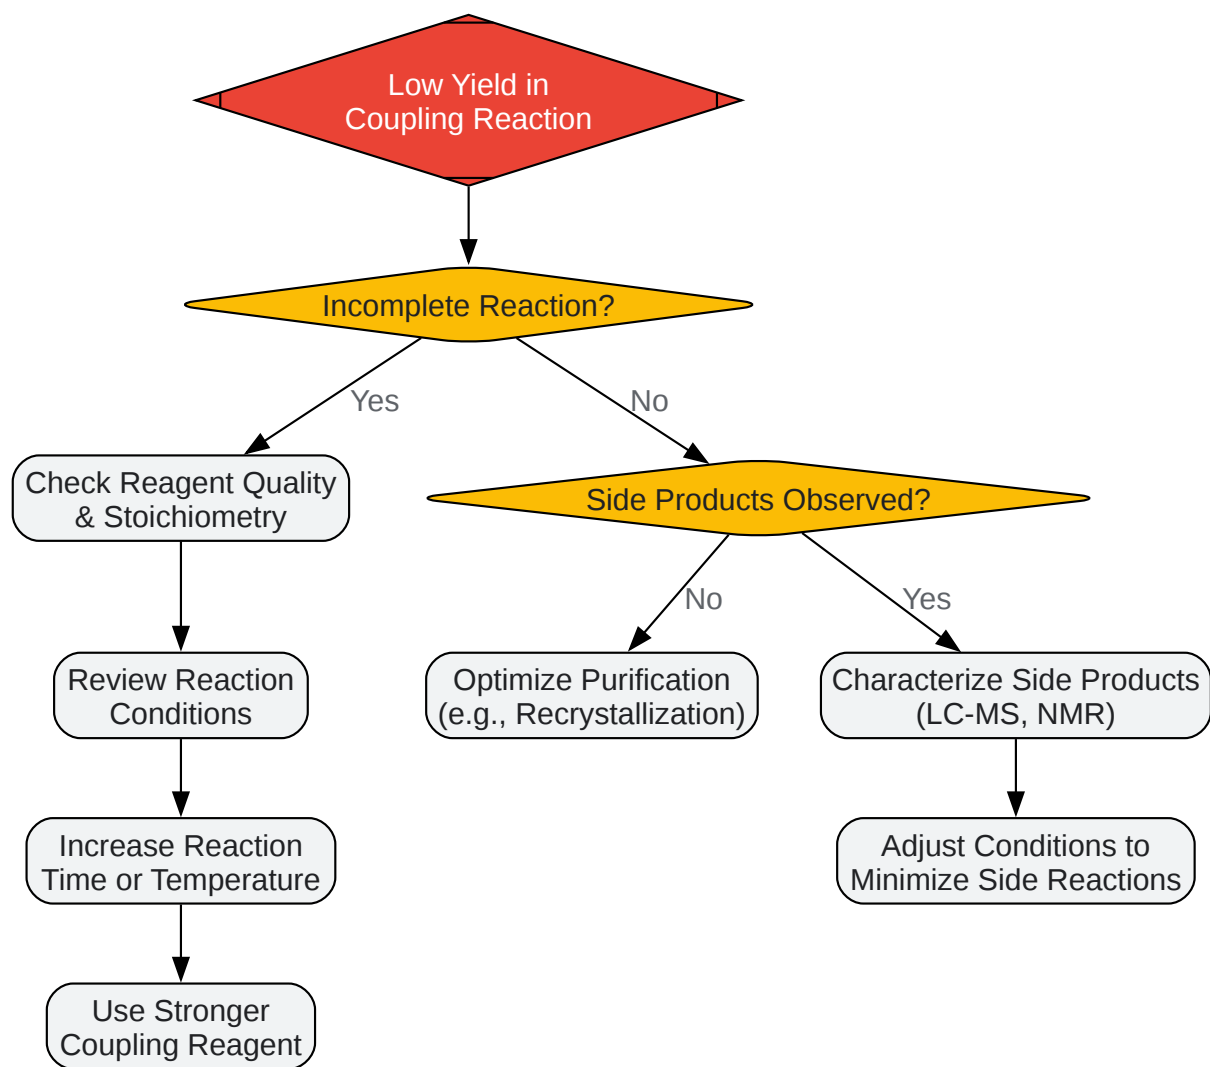 Low Yield in
Coupling Reaction
Incomplete Reaction?
Yes
No
Check Reagent Quality
& Stoichiometry
Side Products Observed?
No
Yes
Review Reaction
Conditions
Optimize Purification
(e.g., Recrystallization)
Characterize Side Products
(LC-MS, NMR)
Increase Reaction
Time or Temperature
Adjust Conditions to
Minimize Side Reactions
Use Stronger
Coupling Reagent